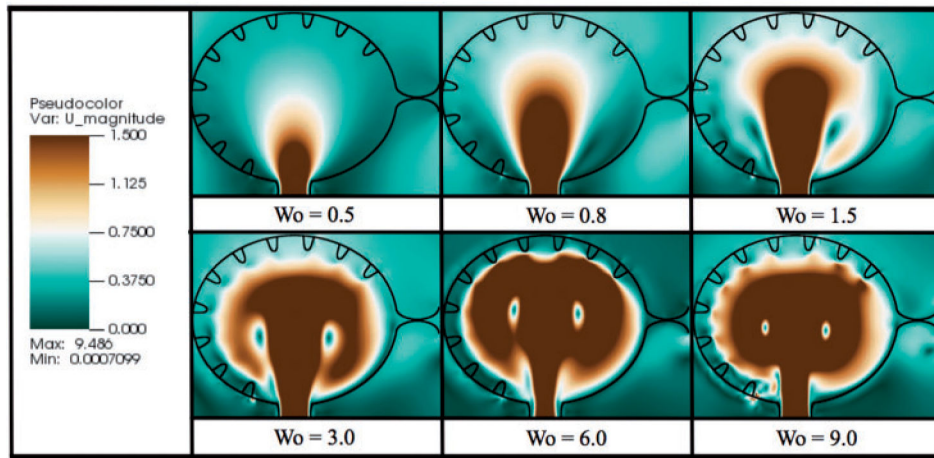 Pseudocolor
Var: U_magnitude
1.500
1.125
0.7500
0.3750
0.000
Max: 9.486
Min: 0.0007099
Wo = 0.5
Wo = 0.8
Wo = 1.5
Wo = 3.0
Wo = 6.0
Wo = 9.0